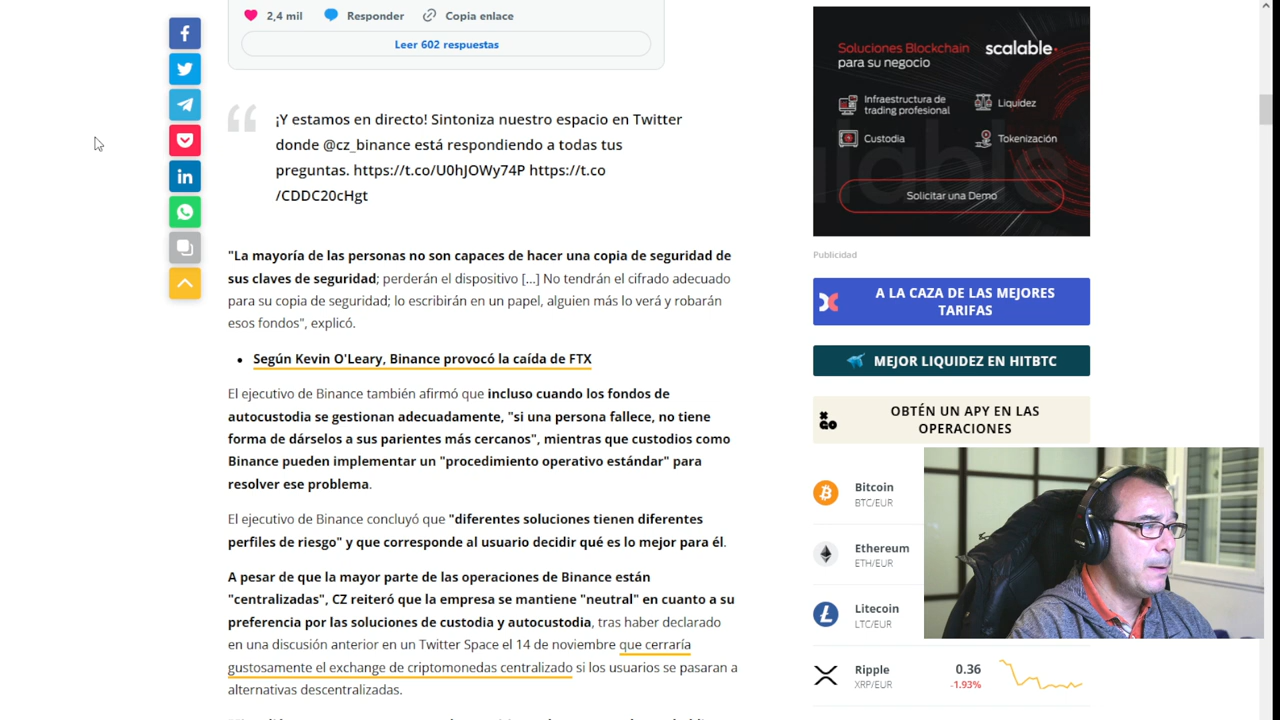 2,4 mil
Responder
Copia enlace
Leer 602 respuestas
¡Y estamos en directo! Sintoniza nuestro espacio en Twitter
donde @cz_binance está respondiendo a todas tus
preguntas. https://t.co/U0hJOWy74P https://t.co
/CDDC20cHgt
"La mayoría de las personas no son capaces de hacer una copia de seguridad de
sus claves de seguridad; perderán el dispositivo [...] No tendrán el cifrado adecuado
para su copia de seguridad; lo escribirán en un papel, alguien más lo verá y robarán
esos fondos", explicó.
• Según Kevin O'Leary, Binance provocó la caída de FTX
El ejecutivo de Binance también afirmó que incluso cuando los fondos de
autocustodia se gestionan adecuadamente, "si una persona fallece, no tiene
forma de dárselos a sus parientes más cercanos", mientras que custodios como
Binance pueden implementar un "procedimiento operativo estándar" para
resolver ese problema.
El ejecutivo de Binance concluyó que "diferentes soluciones tienen diferentes
perfiles de riesgo" y que corresponde al usuario decidir qué es lo mejor para él.
A pesar de que la mayor parte de las operaciones de Binance están
"centralizadas", CZ reiteró que la empresa se mantiene "neutral" en cuanto a su
preferencia por las soluciones de custodia y autocustodia, tras haber declarado
en una discusión anterior en un Twitter Space el 14 de noviembre que cerraría
gustosamente el exchange de criptomonedas centralizado si los usuarios se pasaran a
alternativas descentralizadas.
Soluciones Blockchain
para su negocio
scalable
Infraestructura de
trading profesional
Liquidez
Custodia
Tokenización
Solicitar una Demo
Publicidad
A LA CAZA DE LAS MEJORES
TARIFAS
MEJOR LIQUIDEZ EN HITBTC
OBTÉN UN APY EN LAS
OPERACIONES
Bitcoin
BTC/EUR
Ethereum
ETH/EUR
Litecoin
LTC/EUR
Ripple
XRP/EUR
0.36
-1.93%